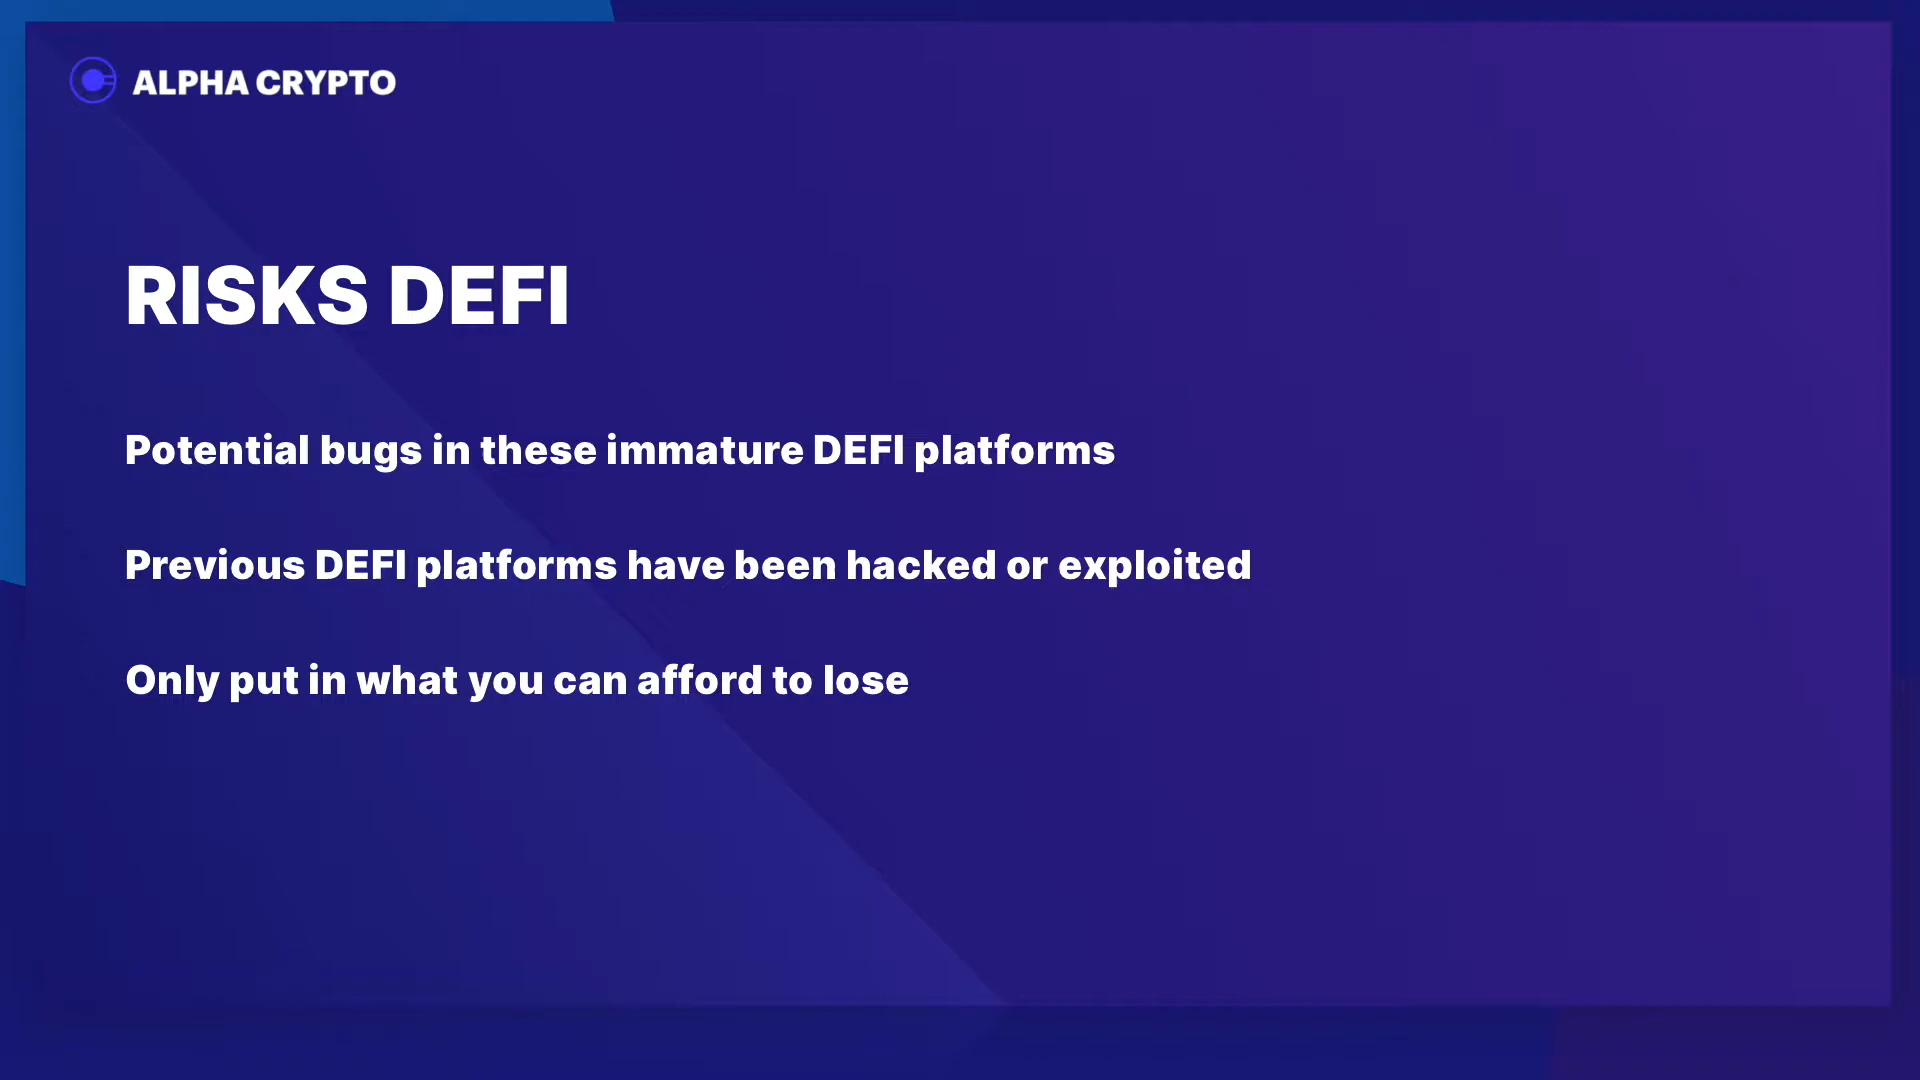 ALPHA CRYPTO
RISKS DEFI
Potential bugs in these immature DEFI platforms
Previous DEFI platforms have been hacked or exploited
Only put in what you can afford to lose